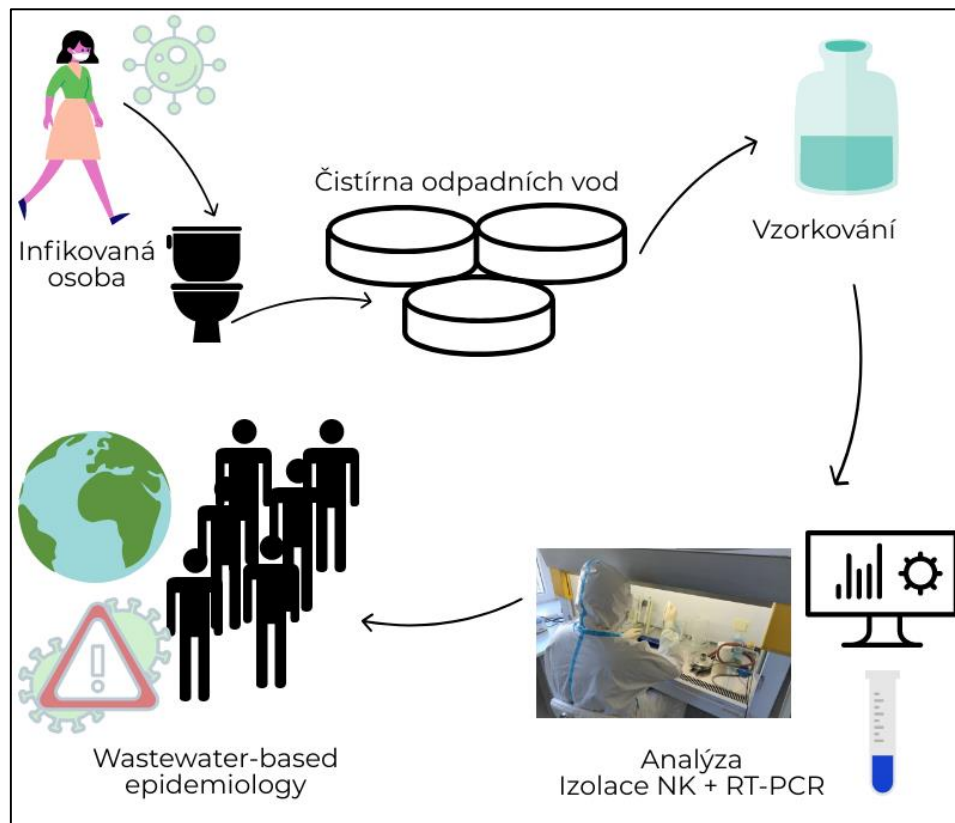 Infikovaná
osoba
Čistírna odpadních vod
Vzorkování
Analýza
Izolace NK + RT-PCR
Wastewater-based
epidemiology